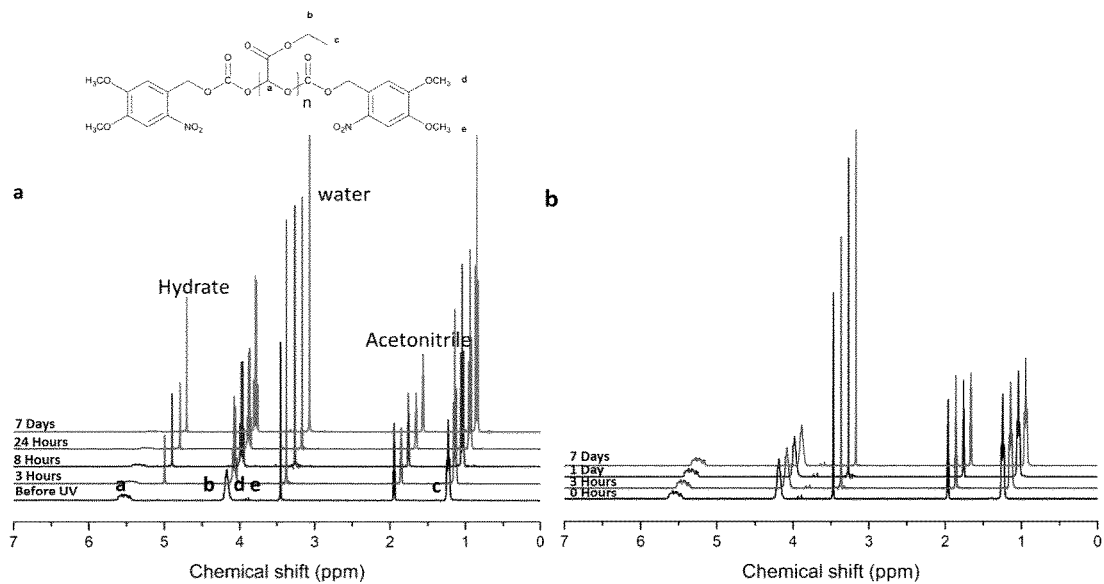 b
c
O
O
O
O
O
a
O
O
O
O
n
d
H₃CO
H₃CO
NO₂
O₂N
OCH₃
OCH₃
e
a
water
Hydrate
Acetonitrile
7 Days
24 Hours
8 Hours
3 Hours
Before UV
a
b
d
e
c
7 6 5 4 3 2 1 0
Chemical shift (ppm)
b
7 Days
1 Day
3 Hours
0 Hours
7 6 5 4 3 2 1 0
Chemical shift (ppm)